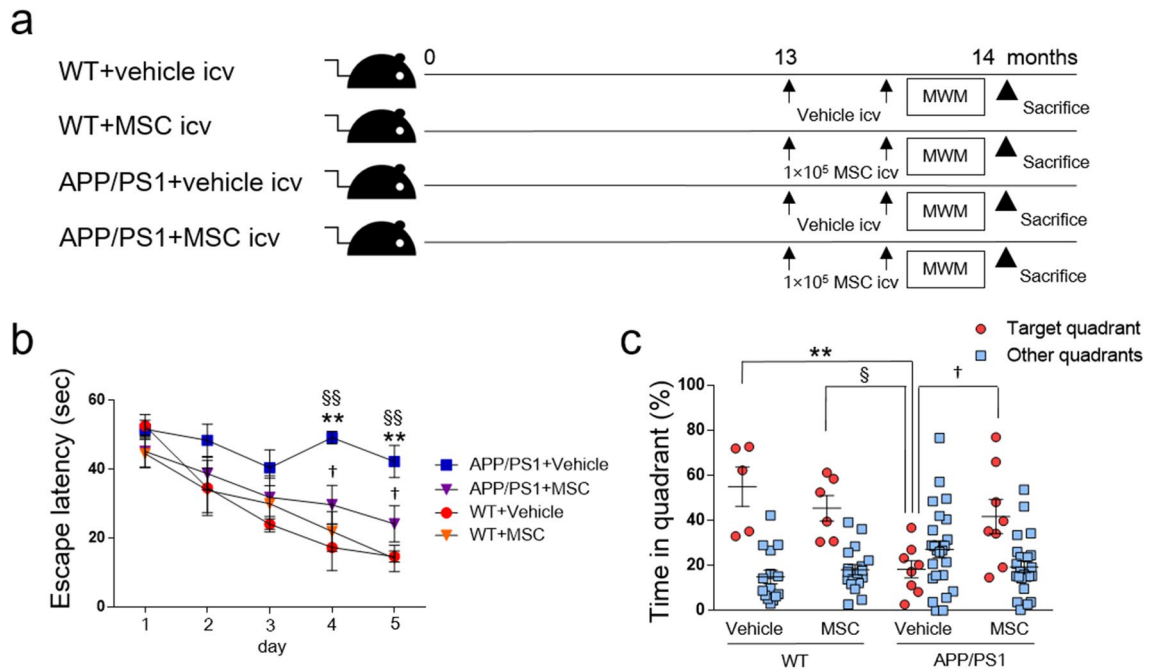 a
0 13 14 months
WT+vehicle icv
Vehicle icv
MWM
Sacrifice
WT+MSC icv
1×10⁵ MSC icv
MWM
Sacrifice
APP/PS1+vehicle icv
Vehicle icv
MWM
Sacrifice
APP/PS1+MSC icv
1×10⁵ MSC icv
MWM
Sacrifice
b
Escape latency (sec)
60
40
20
0
1 2 3 4 5
day
§§
**
§§
**
†
†
APP/PS1+Vehicle
APP/PS1+MSC
WT+Vehicle
WT+MSC
c
Target quadrant
Other quadrants
**
§
†
Time in quadrant (%)
100
80
60
40
20
0
Vehicle MSC Vehicle MSC
WT APP/PS1